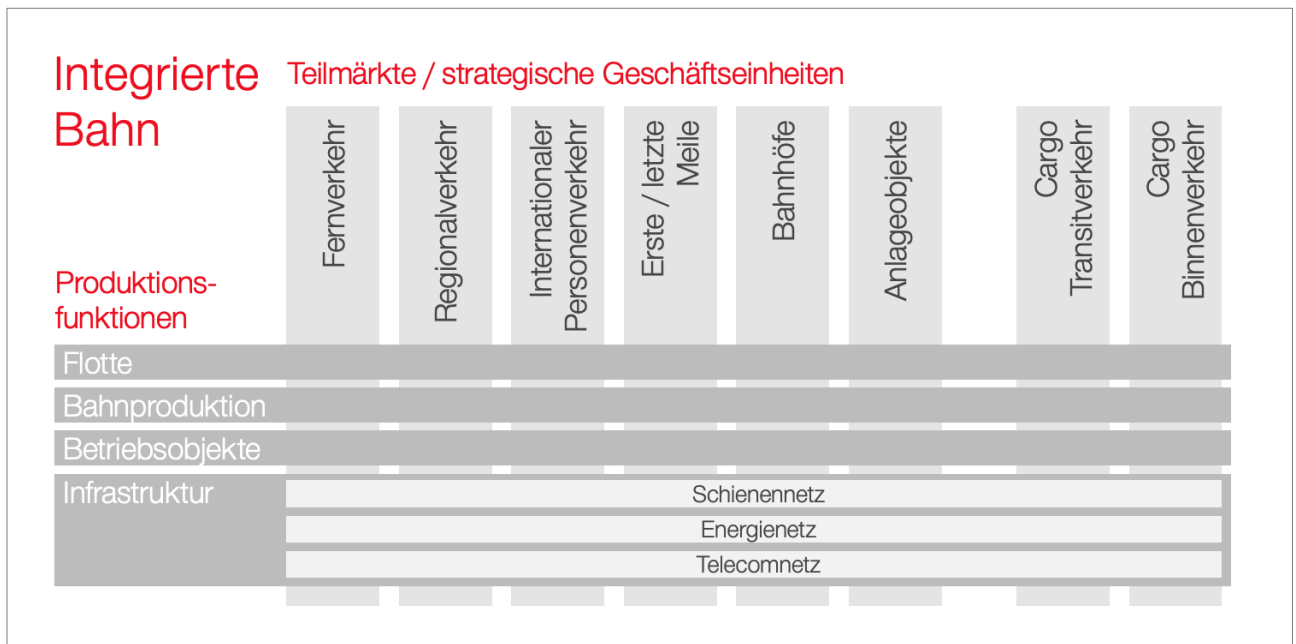 Integrierte
Bahn
Teilmärkte / strategische Geschäftseinheiten
Fernverkehr
Regionalverkehr
Internationaler
Personenverkehr
Erste / letzte
Meile
Bahnhöfe
Anlageobjekte
Cargo
Transitverkehr
Cargo
Binnenverkehr
Produktions-
funktionen
Flotte
Bahnproduktion
Betriebsobjekte
Infrastruktur
Schienennetz
Energienetz
Telecomnetz